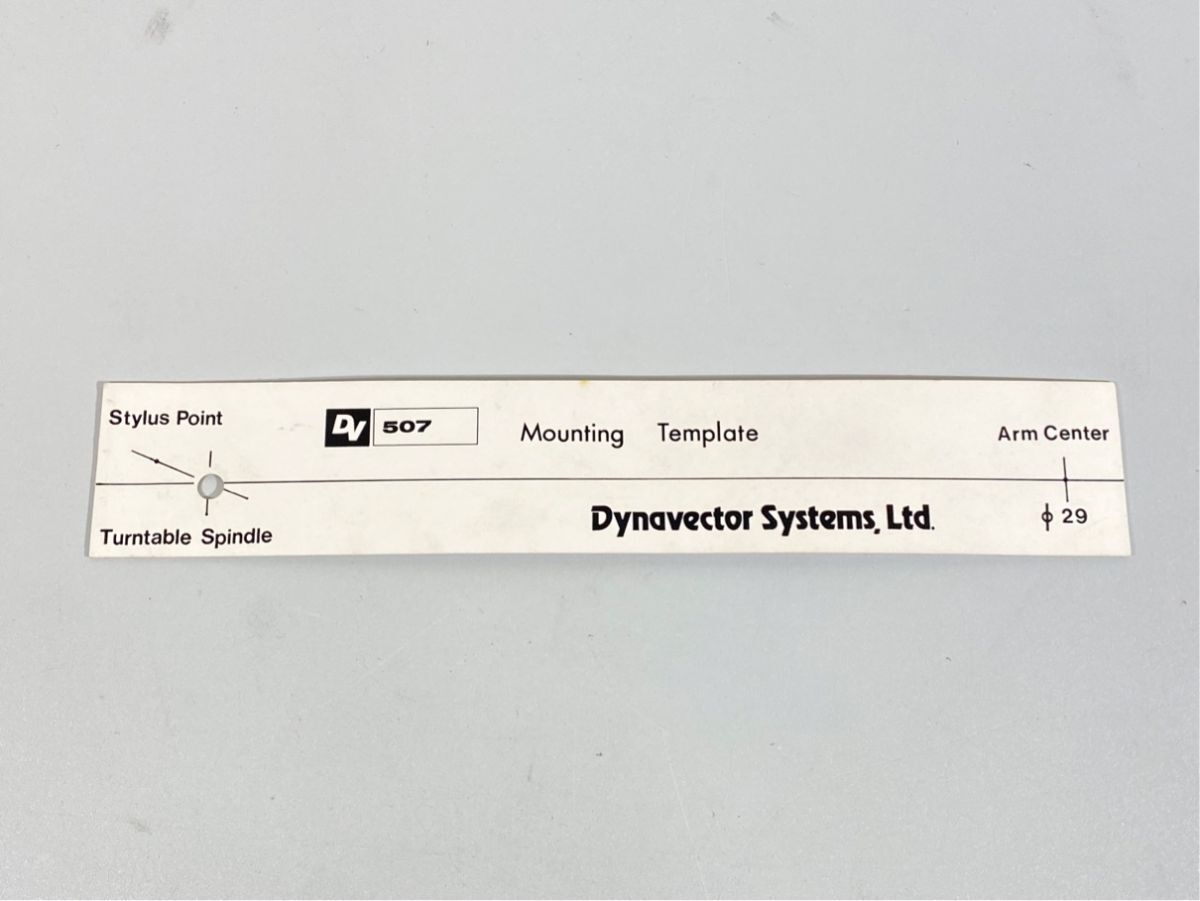 Stylus Point
DV 507
Mounting Template
Arm Center
Turntable Spindle
Dynavector Systems, Ltd.
ϕ 29